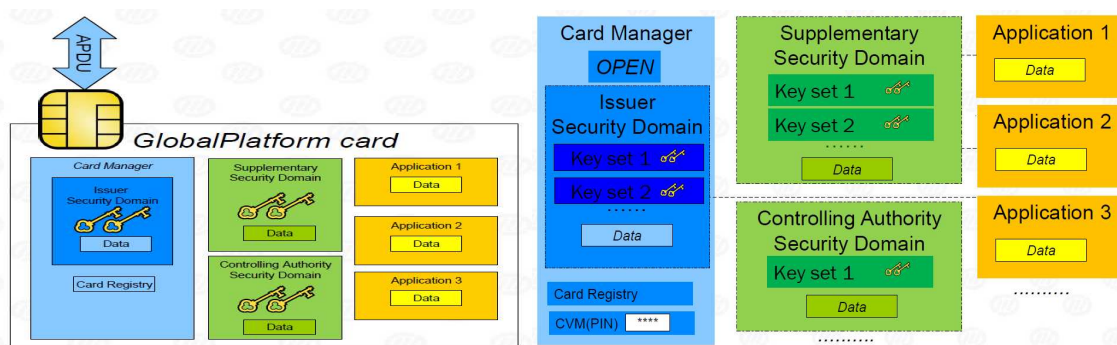 APDU
GlobalPlatform card
Card Manager
Issuer
Security Domain
Data
Card Registry
Supplementary
Security Domain
Data
Controlling Authority
Security Domain
Data
Application 1
Data
Application 2
Data
Application 3
Data
Card Manager
OPEN
Issuer
Security Domain
Key set 1
Key set 2
......
Data
Card Registry
CVM(PIN) ****
Supplementary
Security Domain
Key set 1
Key set 2
......
Data
Controlling Authority
Security Domain
Key set 1
Data
..........
Application 1
Data
Application 2
Data
Application 3
Data
..........